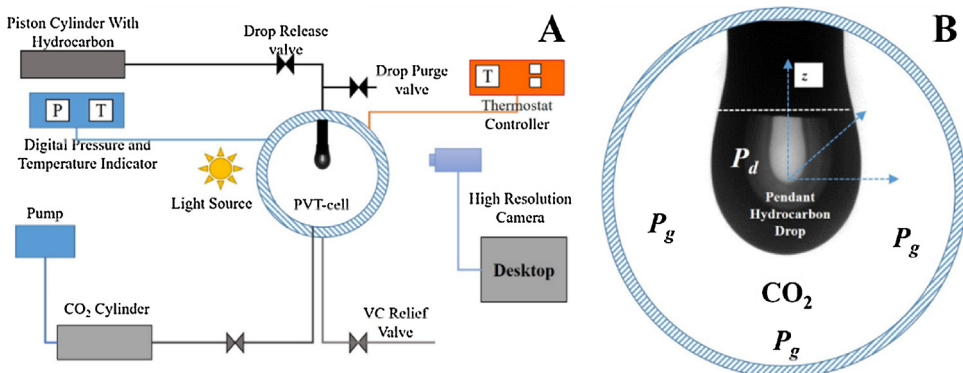 Piston Cylinder With
Hydrocarbon
Drop Release
valve
A
Drop Purge
valve
P
T
T
Thermostat
Controller
Digital Pressure and
Temperature Indicator
Light Source
PVT-cell
High Resolution
Camera
Desktop
Pump
CO₂ Cylinder
VC Relief
Valve
B
z
Pd
Pendant
Hydrocarbon
Drop
Pg
Pg
CO₂
Pg